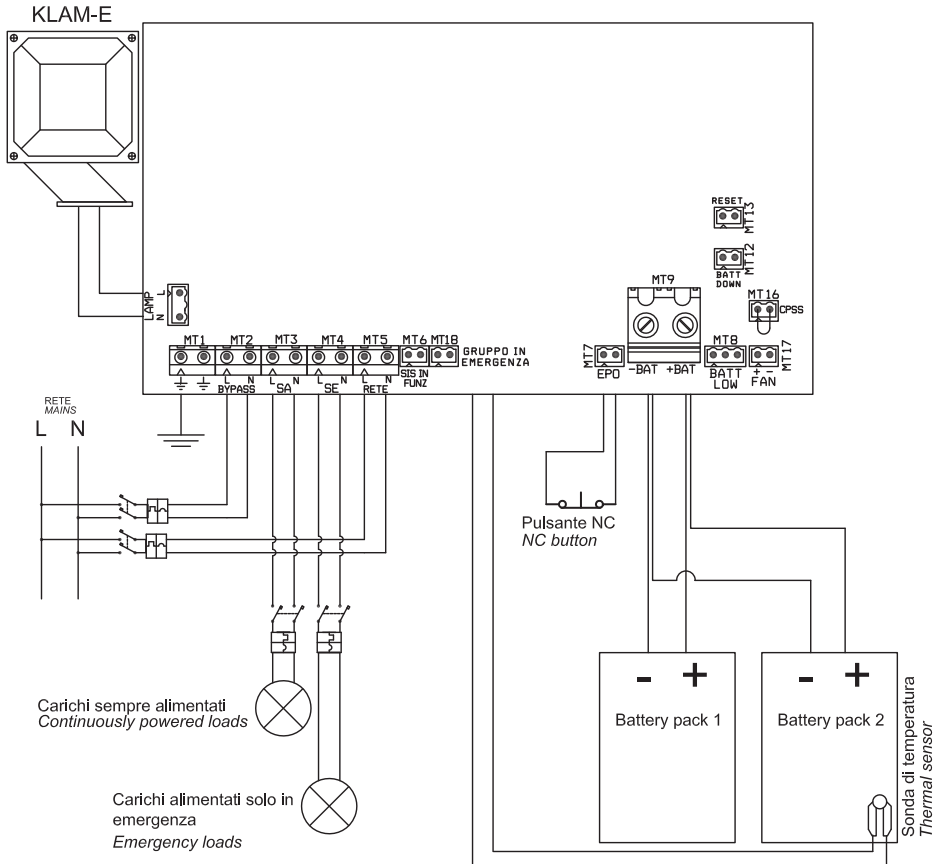 KLAM-E
RESET
MT13
MT12
BATT
DOWN
MT9
MT16
CPSS
LAMP
L
N
MT1
MT2
MT3
MT4
MT5
MT6
MT18
GRUPPO IN
EMERGENZA
MT7
MT8
MT17
L N
BYPASS
L N
SA
L N
SE
L N
RETE
SIS IN
FUNZ
EPO
-BAT +BAT
BATT
LOW
+ -
FAN
RETE
MAINS
L N
Pulsante NC
NC button
- +
Battery pack 1
- +
Battery pack 2
Carichi sempre alimentati
Continuously powered loads
Carichi alimentati solo in
emergenza
Emergency loads
Sonda di temperatura
Thermal sensor